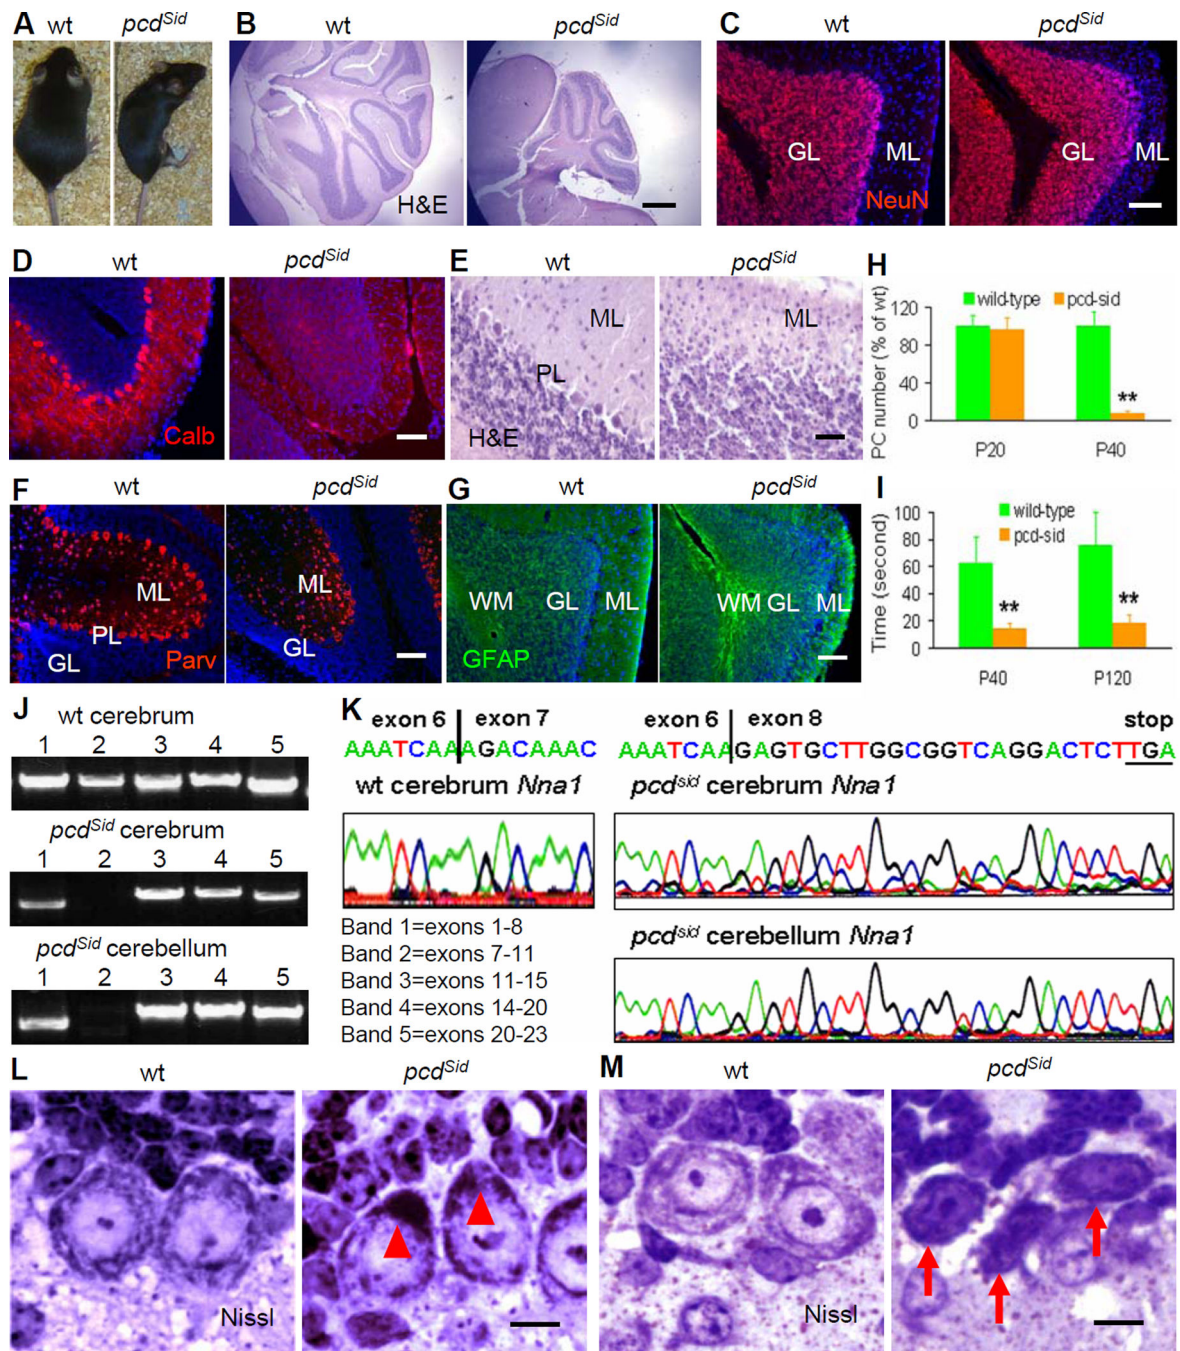 A wt pcdSid
B wt pcdSid
H&E
C wt pcdSid
GL ML GL ML
NeuN
D wt pcdSid
Calb
E wt pcdSid
ML ML
PL
H&E
H
wild-type pcd-sid
PC number (% of wt)
120
80
40
0
P20 P40
**
F wt pcdSid
ML ML
PL
GL GL
Parv
G wt pcdSid
WM GL ML WM GL ML
GFAP
I
wild-type
pcd-sid
Time (second)
100
80
60
40
20
0
** **
P40 P120
J
wt cerebrum
1 2 3 4 5
pcdSid cerebrum
1 2 3 4 5
pcdSid cerebellum
1 2 3 4 5
K exon 6 exon 7 exon 6 exon 8 stop
AAATCAAAGACAAAC AAATCAAGAGTGCTTGGCGGTCAGGACTCTTGA
wt cerebrum Nna1 pcdsid cerebrum Nna1
Band 1=exons 1-8
Band 2=exons 7-11
Band 3=exons 11-15
Band 4=exons 14-20
Band 5=exons 20-23
pcdsid cerebellum Nna1
L wt pcdSid
Nissl
M wt pcdSid
Nissl